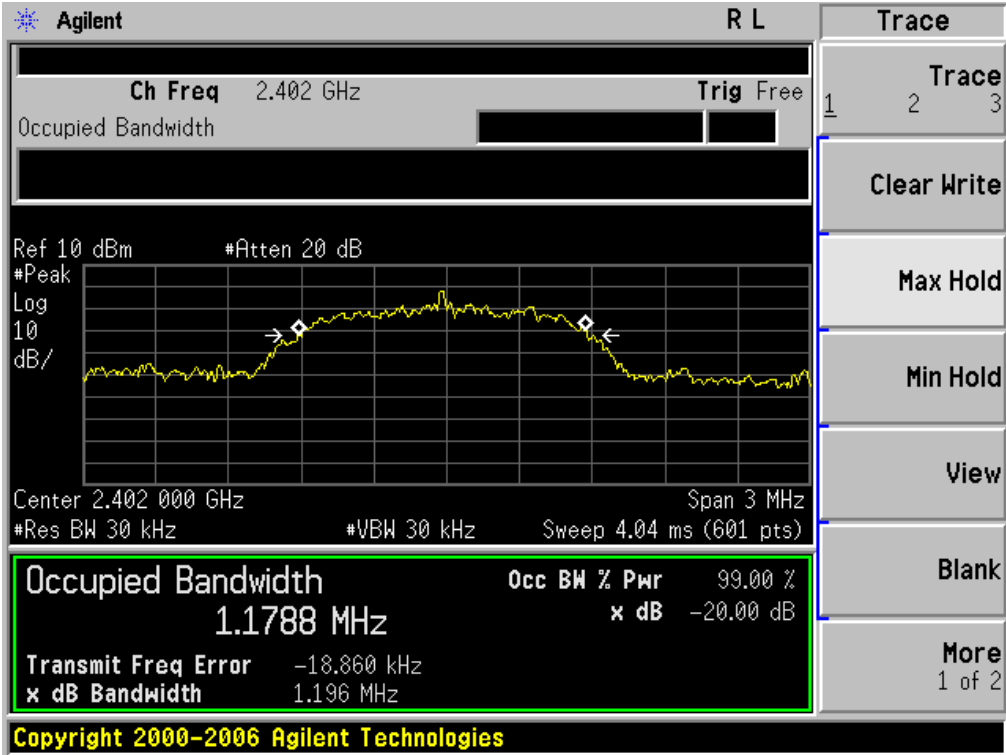 Agilent R L Trace
Ch Freq 2.402 GHz Trig Free
Occupied Bandwidth
Trace
1 2 3
Clear Write
Max Hold
Min Hold
View
Blank
More
1 of 2
Ref 10 dBm #Atten 20 dB
#Peak
Log
10
dB/
Center 2.402 000 GHz Span 3 MHz
#Res BW 30 kHz #VBW 30 kHz Sweep 4.04 ms (601 pts)
Occupied Bandwidth Occ BW % Pwr 99.00 %
1.1788 MHz x dB -20.00 dB
Transmit Freq Error -18.860 kHz
x dB Bandwidth 1.196 MHz
Copyright 2000-2006 Agilent Technologies